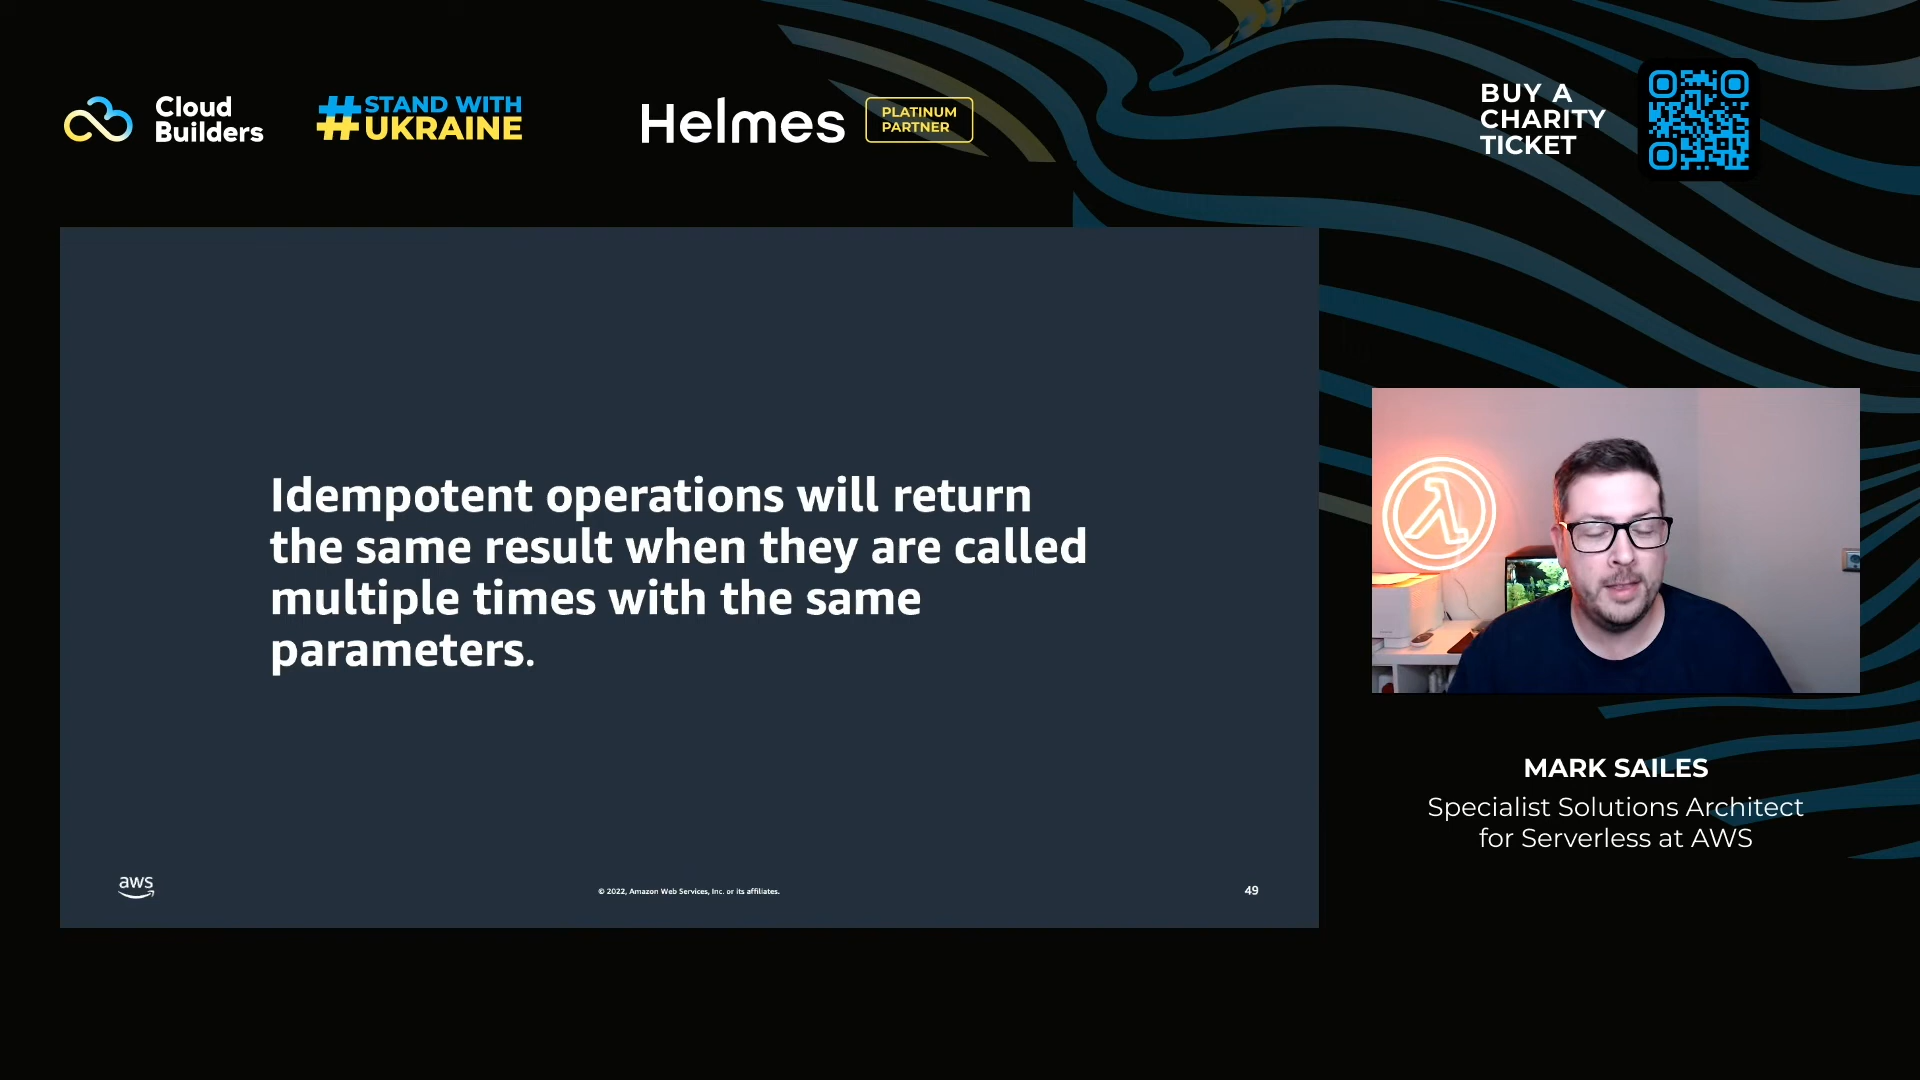 Cloud
Builders
#STAND WITH
UKRAINE
Helmes
PLATINUM
PARTNER
BUY A
CHARITY
TICKET
Idempotent operations will return
the same result when they are called
multiple times with the same
parameters.
aws
© 2022, Amazon Web Services, Inc. or its affiliates.
49
MARK SAILES
Specialist Solutions Architect
for Serverless at AWS